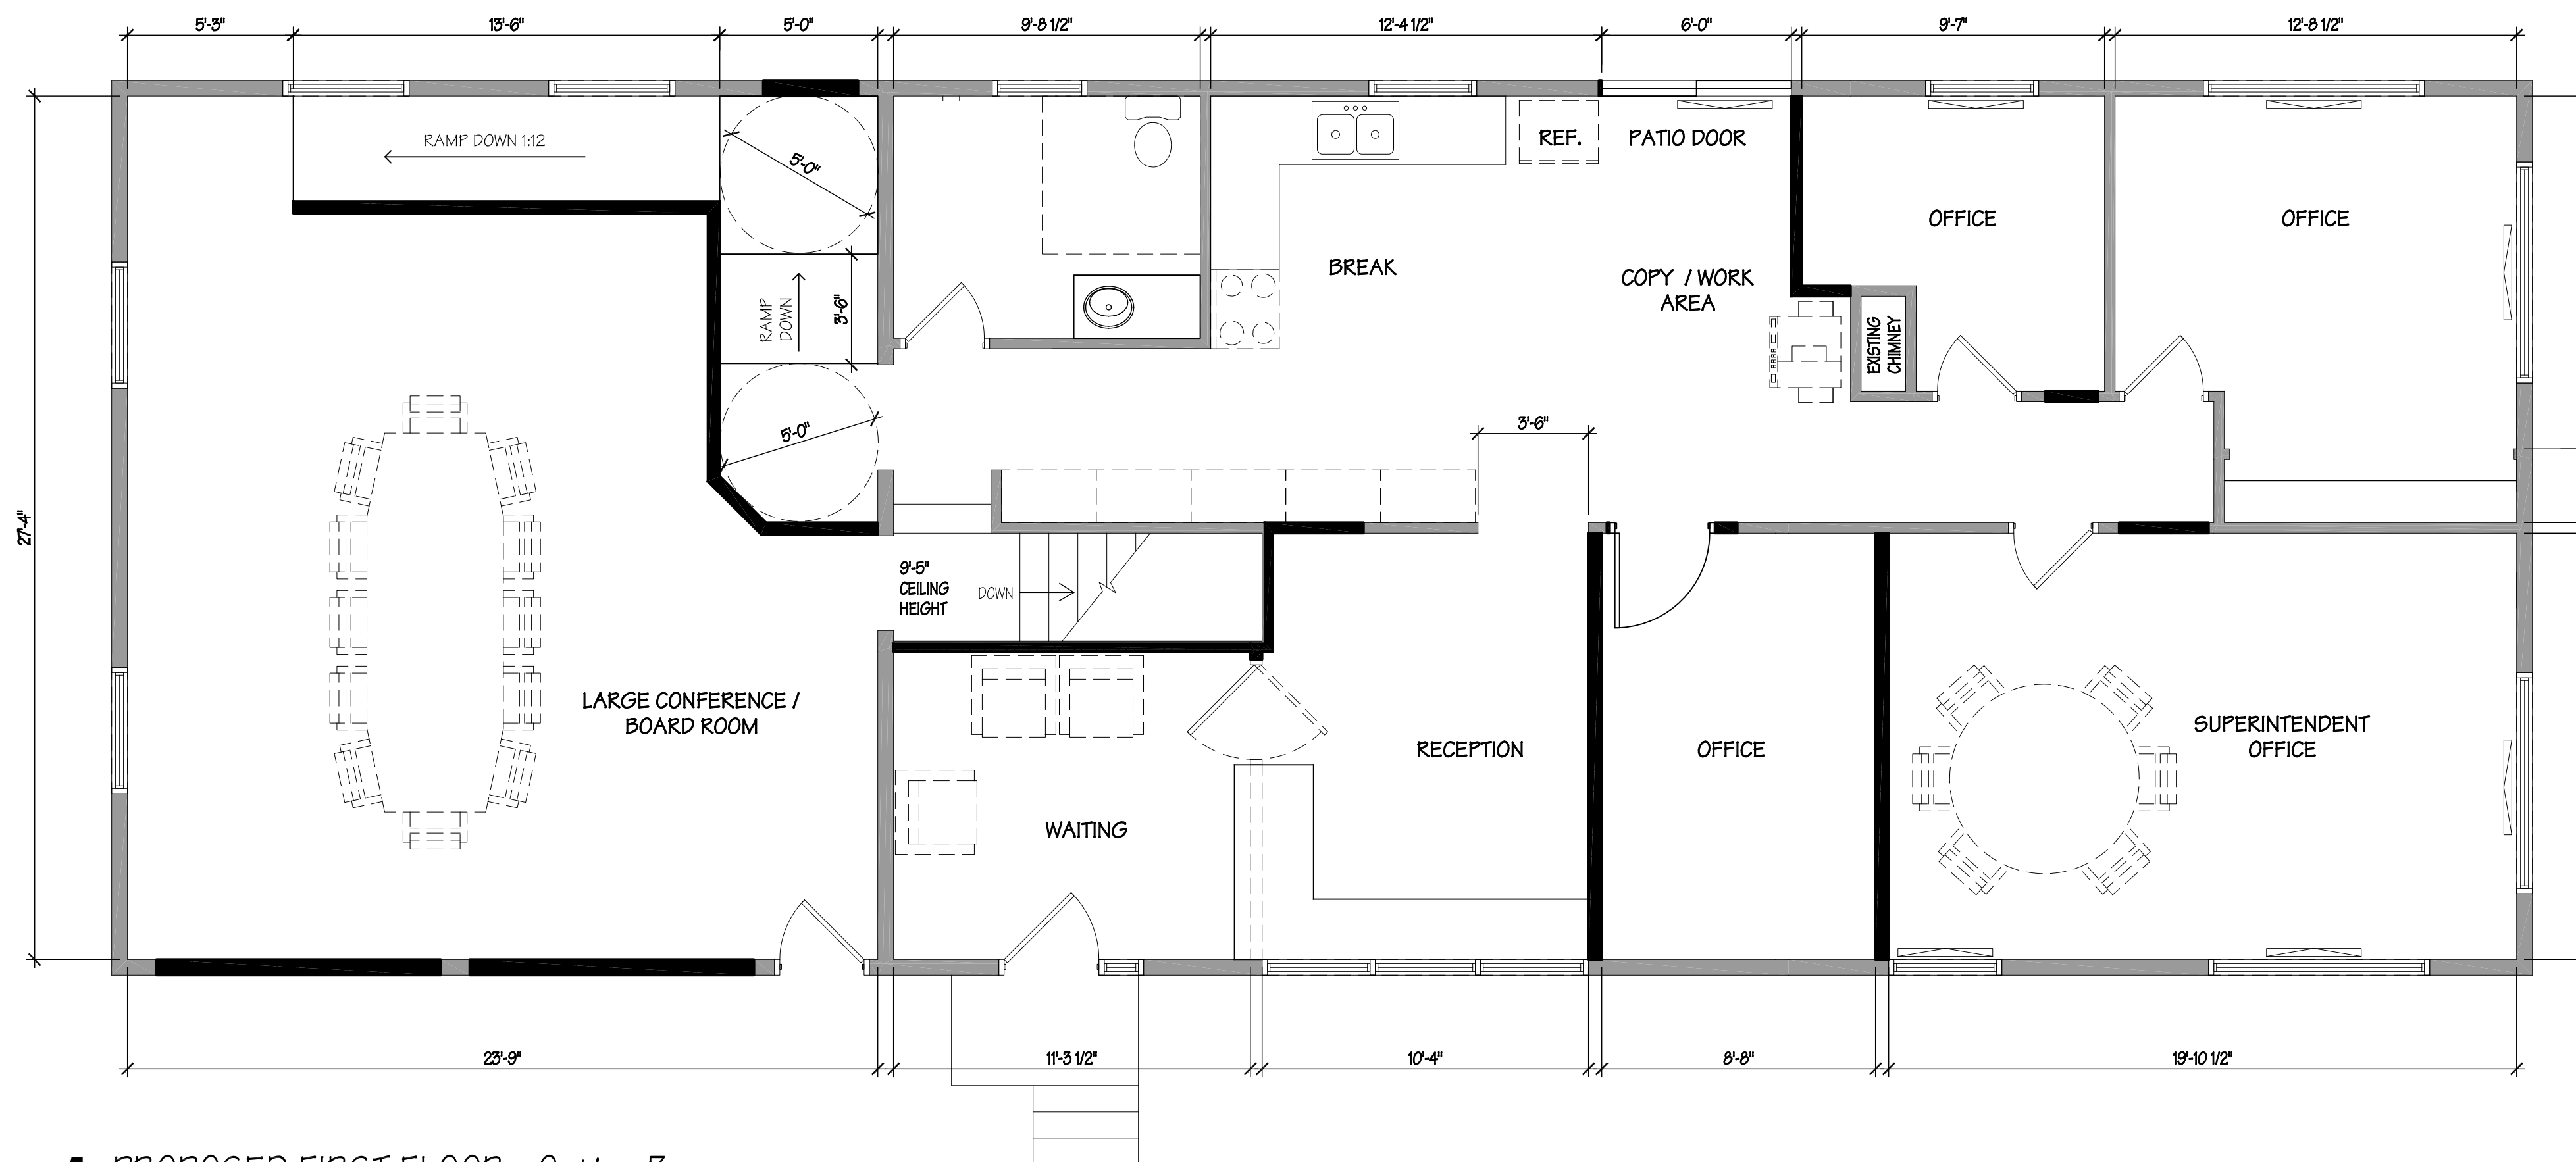 5'-3" 13'-6" 5'-0" 9'-8 1/2" 12'-4 1/2" 6'-0" 9'-7" 12'-8 1/2"
RAMP DOWN 1:12
5'-0"
REF.
PATIO DOOR
OFFICE
OFFICE
BREAK
COPY / WORK
AREA
RAMP
DOWN
3'-6"
EXISTING
CHIMNEY
5'-0"
3'-6"
27'-4"
9'-5"
CEILING
HEIGHT
DOWN
LARGE CONFERENCE /
BOARD ROOM
RECEPTION
OFFICE
SUPERINTENDENT
OFFICE
WAITING
23'-9" 11'-3 1/2" 10'-4" 8'-8" 19'-10 1/2"
PROPOSED FIRST FLOOR